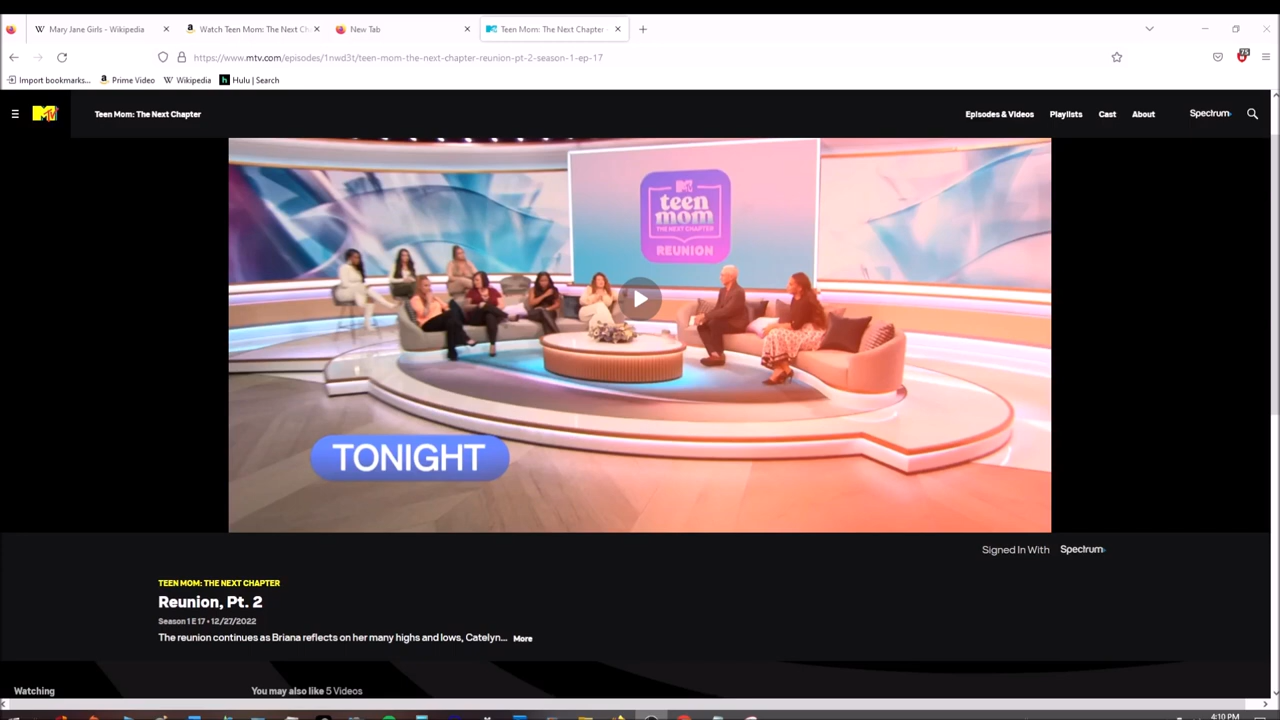 Mary Jane Girls - Wikipedia
Watch Teen Mom: The Next Ch
New Tab
Teen Mom: The Next Chapter -
https://www.mtv.com/episodes/1nwd3t/teen-mom-the-next-chapter-reunion-pt-2-season-1-ep-17
75
Import bookmarks... Prime Video Wikipedia Hulu | Search
MTV Teen Mom: The Next Chapter Episodes & Videos Playlists Cast About Spectrum
MTV
teen
mom
THE NEXT CHAPTER
REUNION
TONIGHT
Signed In With Spectrum
TEEN MOM: THE NEXT CHAPTER
Reunion, Pt. 2
Season 1 E 17 • 12/27/2022
The reunion continues as Briana reflects on her many highs and lows, Catelyn... More
Watching You may also like 5 Videos
4:10 PM